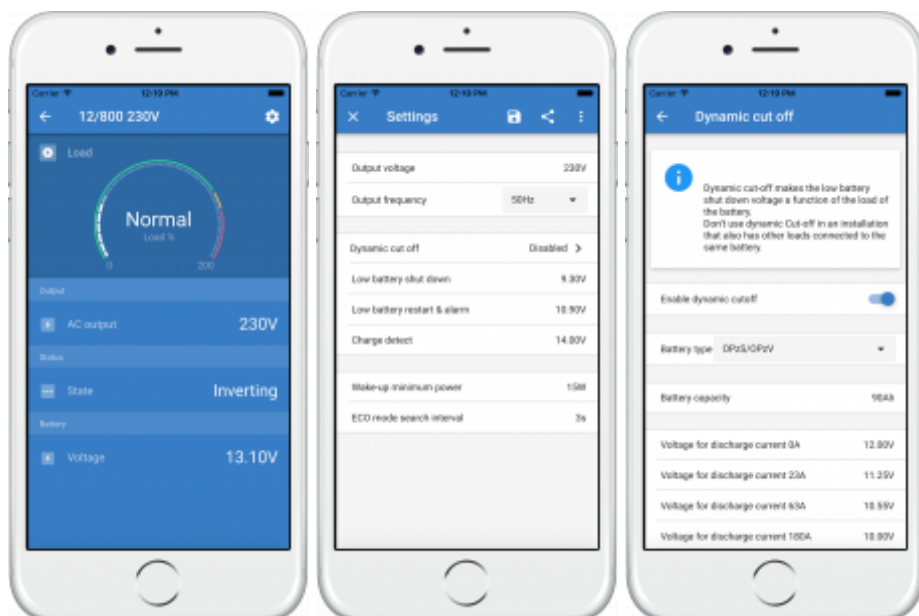 Carrier 12:19 PM
12/800 230V
Load
Normal
Load %
0 200
Output
AC output 230V
Status
State Inverting
Battery
Voltage 13.10V
Carrier 12:19 PM
Settings
Output voltage 230V
Output frequency 50Hz
Dynamic cut off Disabled
Low battery shut down 9.30V
Low battery restart & alarm 10.90V
Charge detect 14.00V
Wake-up minimum power 15W
ECO mode search interval 3s
Carrier 12:19 PM
Dynamic cut off
Dynamic cut-off makes the low battery
shut down voltage a function of the load of
the battery.
Don't use dynamic Cut-off in an installation
that also has other loads connected to the
same battery.
Enable dynamic cutoff
Battery type OPzS/OPzV
Battery capacity 90Ah
Voltage for discharge current 0A 12.00V
Voltage for discharge current 23A 11.25V
Voltage for discharge current 63A 10.55V
Voltage for discharge current 180A 10.00V